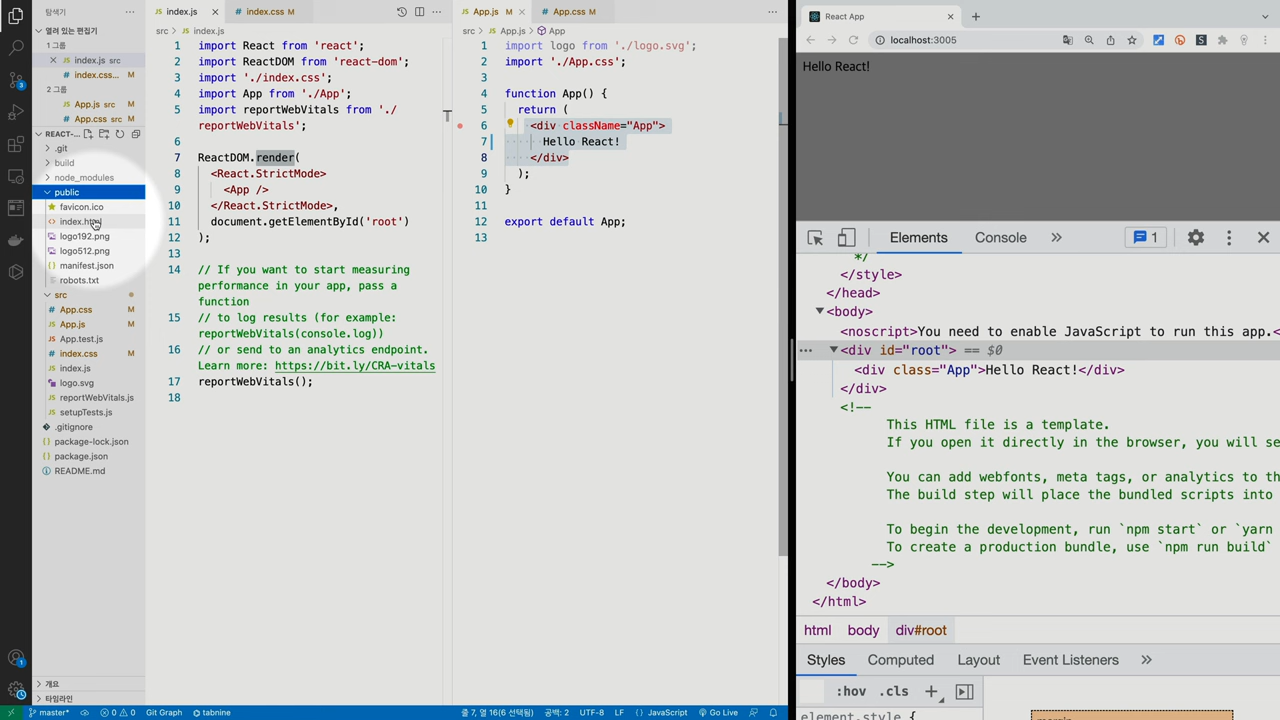 탐색기
열려 있는 편집기
1 그룹
index.js src
index.css... M
2 그룹
App.js src M
App.css src M
REACT-...
.git
build
node_modules
public
favicon.ico
index.html
logo192.png
logo512.png
manifest.json
robots.txt
src
App.css M
App.js M
App.test.js
index.css M
index.js
logo.svg
reportWebVitals.js
setupTests.js
.gitignore
package-lock.json
package.json
README.md
개요
타임라인
3
1
index.js
index.css M
src > index.js
1 import React from 'react';
2 import ReactDOM from 'react-dom';
3 import './index.css';
4 import App from './App';
5 import reportWebVitals from './
reportWebVitals';
6
7 ReactDOM.render(
8 <React.StrictMode>
9 <App />
10 </React.StrictMode>,
11 document.getElementById('root')
12 );
13
14 // If you want to start measuring
performance in your app, pass a
function
15 // to log results (for example:
reportWebVitals(console.log))
16 // or send to an analytics endpoint.
Learn more: https://bit.ly/CRA-vitals
17 reportWebVitals();
18
App.js M
App.css M
src > App.js > App
1 import logo from './logo.svg';
2 import './App.css';
3
4 function App() {
5 return (
6 <div className="App">
7 Hello React!
8 </div>
9 );
10 }
11
12 export default App;
13
master* 0 0 Git Graph tabnine
줄 7, 열 16(6 선택됨) 공백: 2 UTF-8 LF { } JavaScript Go Live
React App
localhost:3005
Hello React!
Elements Console 1
*/
</style>
</head>
<body>
<noscript>You need to enable JavaScript to run this app.<
<div id="root"> == $0
<div class="App">Hello React!</div>
</div>
<!--
This HTML file is a template.
If you open it directly in the browser, you will se
You can add webfonts, meta tags, or analytics to th
The build step will place the bundled scripts into
To begin the development, run `npm start` or `yarn
To create a production bundle, use `npm run build`
-->
</body>
</html>
html body div#root
Styles Computed Layout Event Listeners
:hov .cls
element.style {